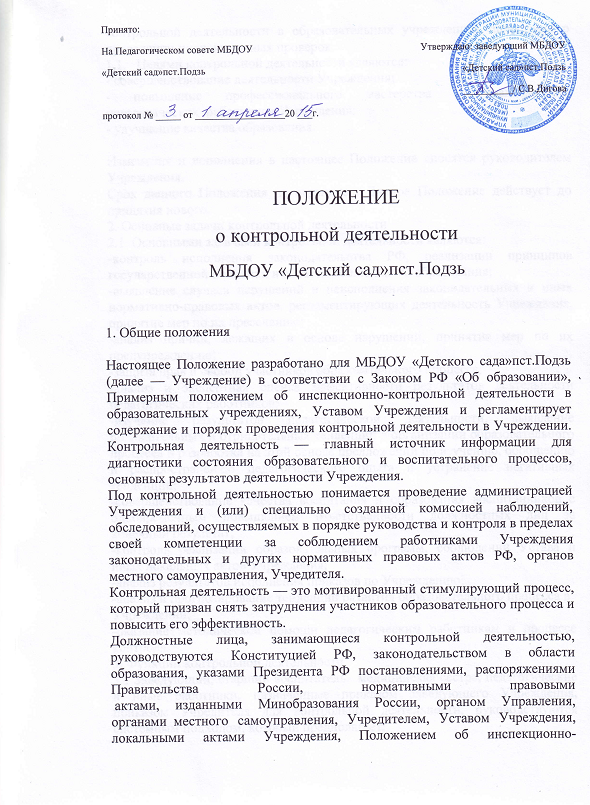 Принято:
На Педагогическом совете МБДОУ
Утверждаю: заведующий МБДОУ
«Детский сад»пст.Подзь
«Детский сад»пст.Подзь
С.В.Дитова
протокол № 3 от 1 апреля 2015г.
ПОЛОЖЕНИЕ
о контрольной деятельности
МБДОУ «Детский сад»пст.Подзь
1. Общие положения
Настоящее Положение разработано для МБДОУ «Детского сада»пст.Подзь
(далее — Учреждение) в соответствии с Законом РФ «Об образовании»,
Примерным положением об инспекционно-контрольной деятельности в
образовательных учреждениях, Уставом Учреждения и регламентирует
содержание и порядок проведения контрольной деятельности в Учреждении.
Контрольная деятельность — главный источник информации для
диагностики состояния образовательного и воспитательного процессов,
основных результатов деятельности Учреждения.
Под контрольной деятельностью понимается проведение администрацией
Учреждения и (или) специально созданной комиссией наблюдений,
обследований, осуществляемых в порядке руководства и контроля в пределах
своей компетенции за соблюдением работниками Учреждения
законодательных и других нормативных правовых актов РФ, органов
местного самоуправления, Учредителя.
Контрольная деятельность — это мотивированный стимулирующий процесс,
который призван снять затруднения участников образовательного процесса и
повысить его эффективность.
Должностные лица, занимающиеся контрольной деятельностью,
руководствуются Конституцией РФ, законодательством в области
образования, указами Президента РФ постановлениями, распоряжениями
Правительства России, нормативными правовыми
актами, изданными Минобразования России, органом Управления,
органами местного самоуправления, Учредителем, Уставом Учреждения,
локальными актами Учреждения, Положением об инспекционно-